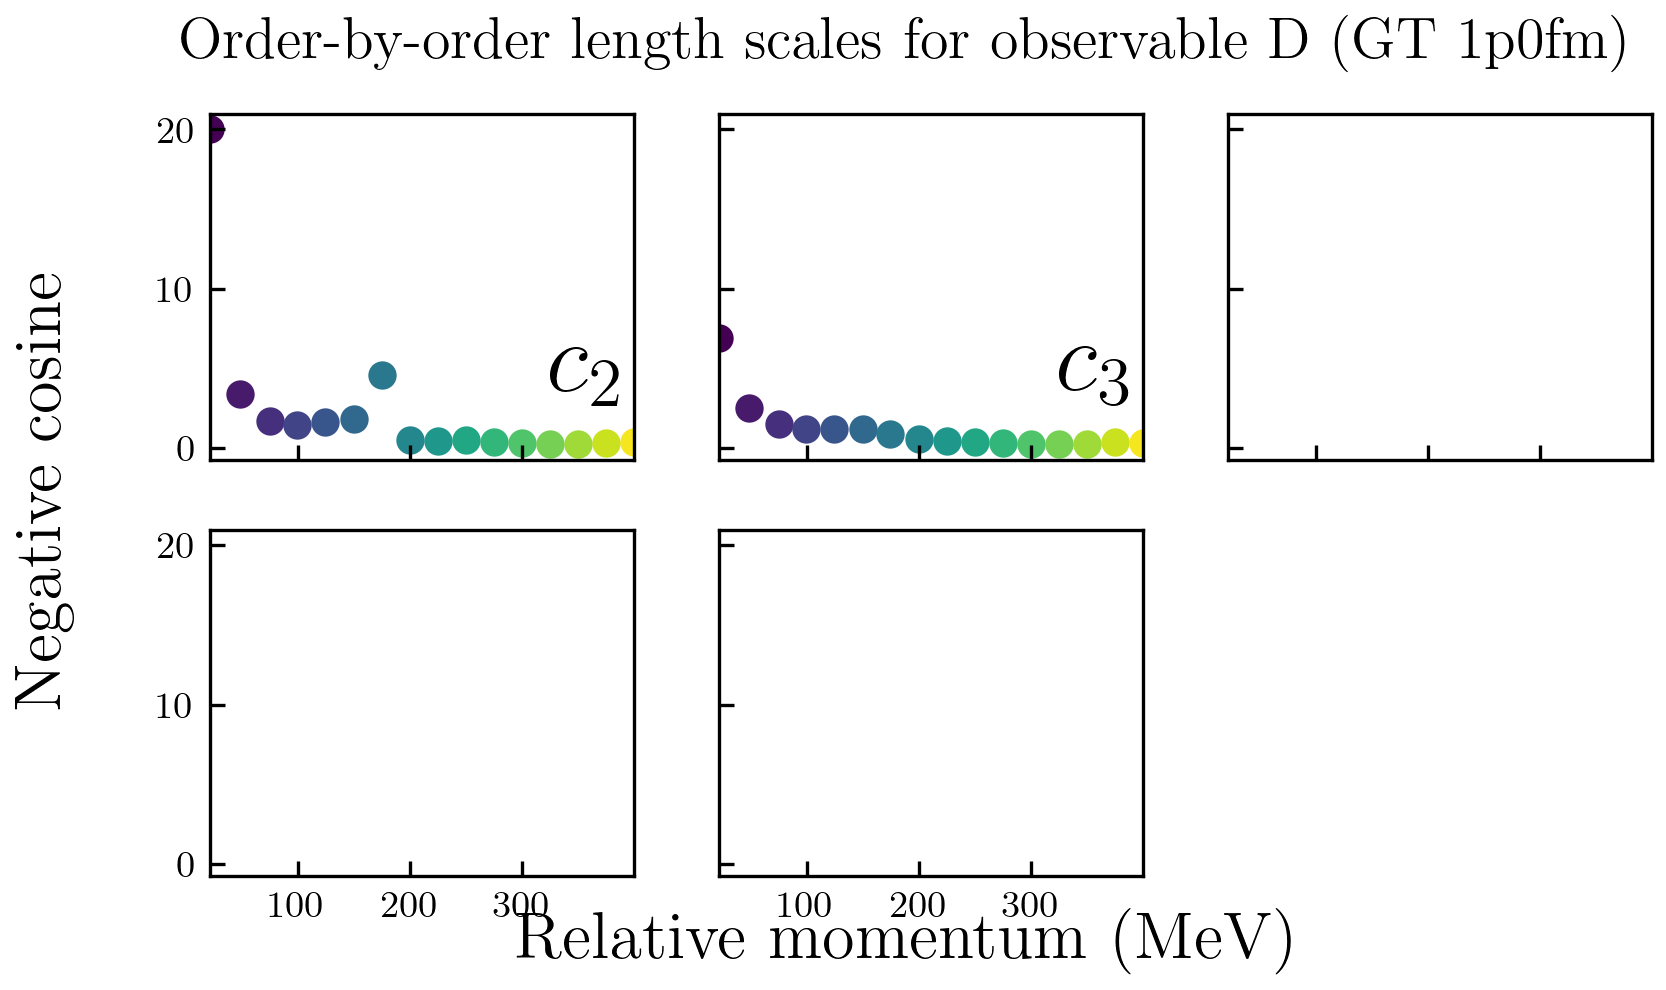 Order-by-order length scales for observable D (GT 1p0fm)
Negative cosine
20
10
0
c2
c3
20
10
0
100 200 300
100 200 300
Relative momentum (MeV)